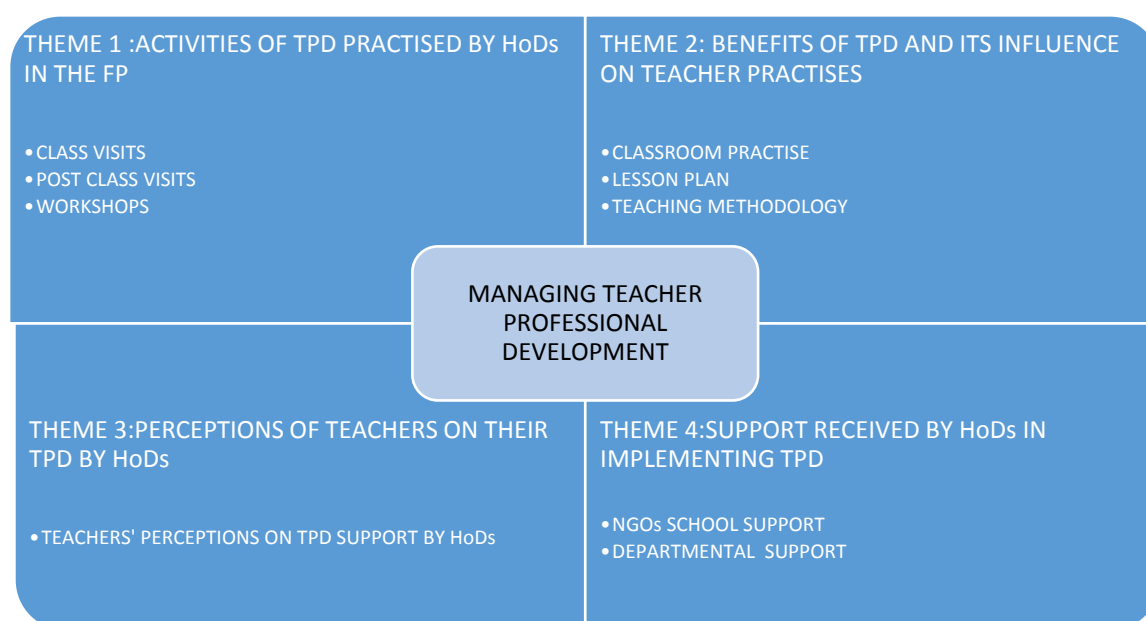 THEME 1 :ACTIVITIES OF TPD PRACTISED BY HoDs
IN THE FP
•CLASS VISITS
•POST CLASS VISITS
•WORKSHOPS
THEME 2: BENEFITS OF TPD AND ITS INFLUENCE
ON TEACHER PRACTISES
•CLASSROOM PRACTISE
•LESSON PLAN
•TEACHING METHODOLOGY
MANAGING TEACHER
PROFESSIONAL
DEVELOPMENT
THEME 3:PERCEPTIONS OF TEACHERS ON THEIR
TPD BY HoDs
•TEACHERS' PERCEPTIONS ON TPD SUPPORT BY HoDs
THEME 4:SUPPORT RECEIVED BY HoDs IN
IMPLEMENTING TPD
•NGOs SCHOOL SUPPORT
•DEPARTMENTAL  SUPPORT